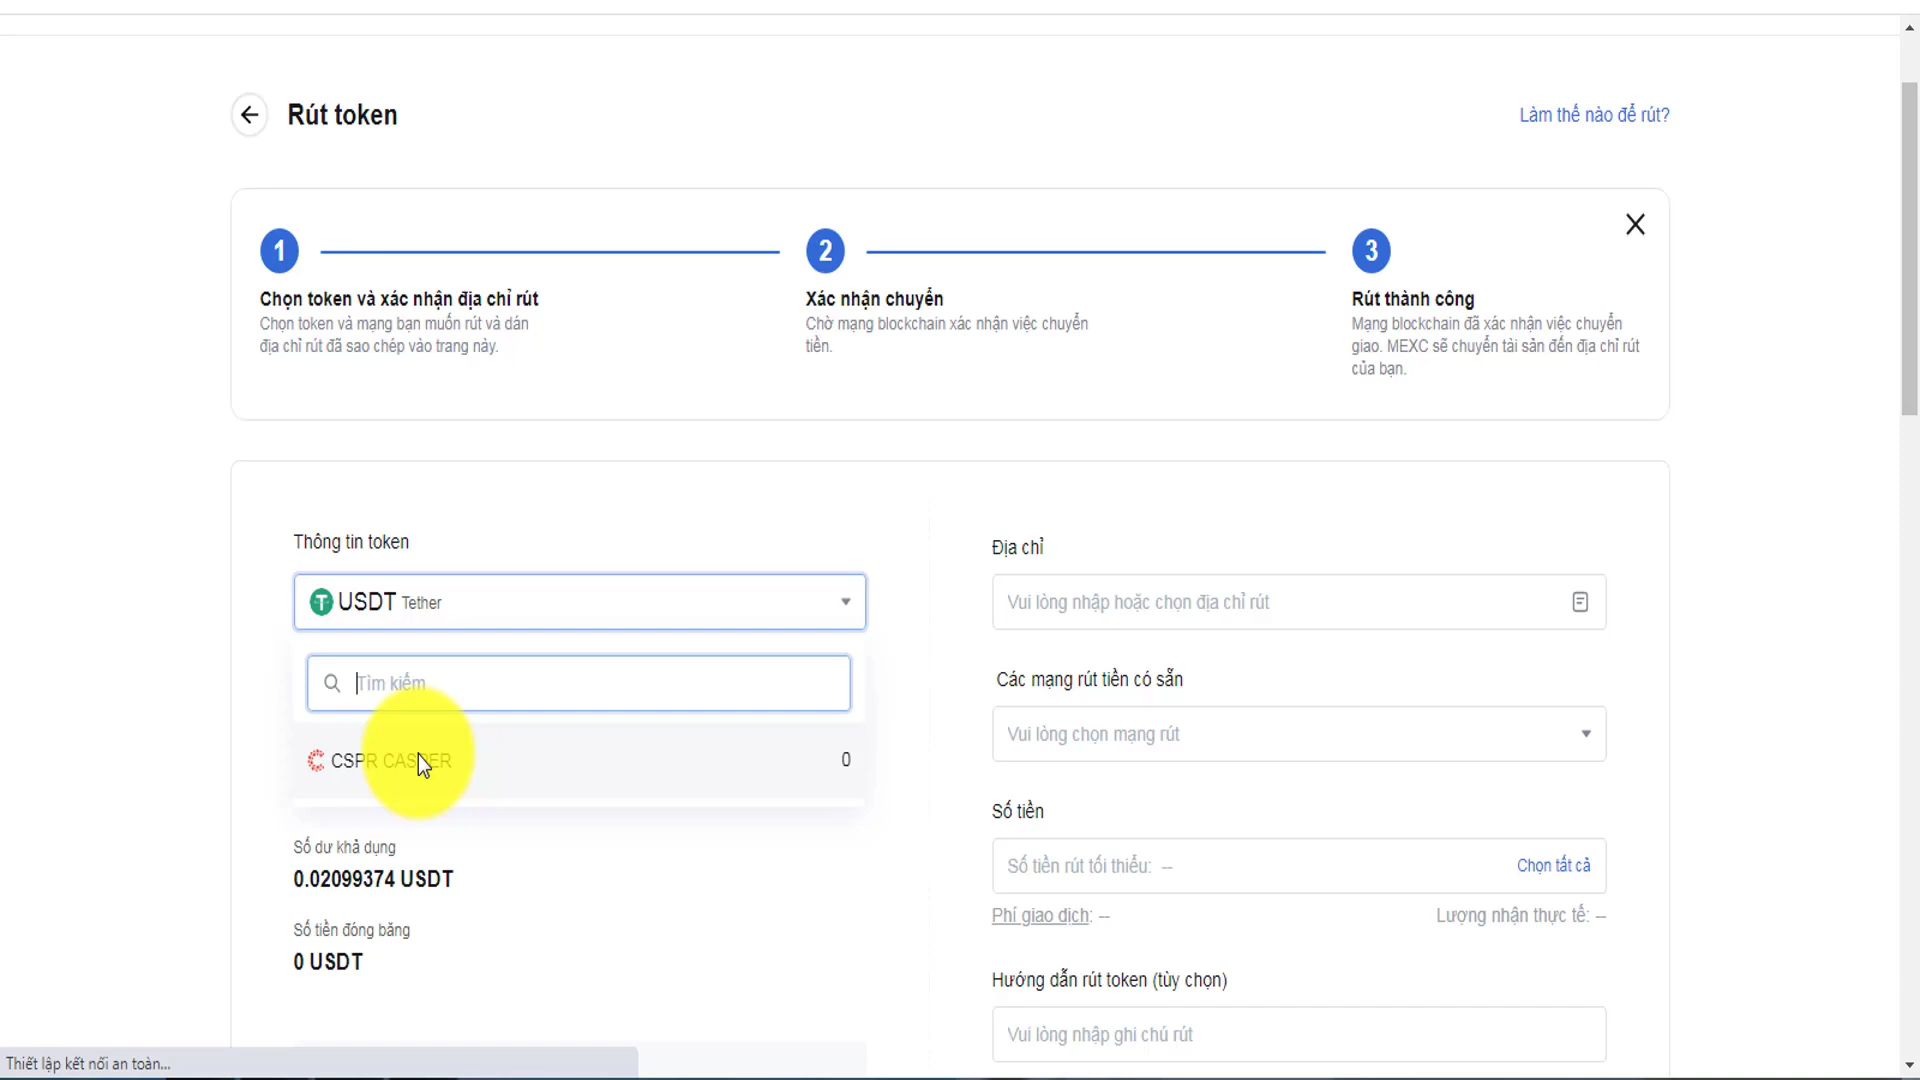 Rút token
Làm thế nào để rút?
1
2
3
Chọn token và xác nhận địa chỉ rút
Chọn token và mạng bạn muốn rút và dán
địa chỉ rút đã sao chép vào trang này.
Xác nhận chuyển
Chờ mạng blockchain xác nhận việc chuyển
tiền.
Rút thành công
Mạng blockchain đã xác nhận việc chuyển
giao. MEXC sẽ chuyển tài sản đến địa chỉ rút
của bạn.
Thông tin token
USDT Tether
Tìm kiếm
CSPR CASPER 0
Số dư khả dụng
0.02099374 USDT
Số tiền đóng băng
0 USDT
Địa chỉ
Vui lòng nhập hoặc chọn địa chỉ rút
Các mạng rút tiền có sẵn
Vui lòng chọn mạng rút
Số tiền
Số tiền rút tối thiểu: -- Chọn tất cả
Phí giao dịch: -- Lượng nhận thực tế: --
Hướng dẫn rút token (tùy chọn)
Vui lòng nhập ghi chú rút
Thiết lập kết nối an toàn...